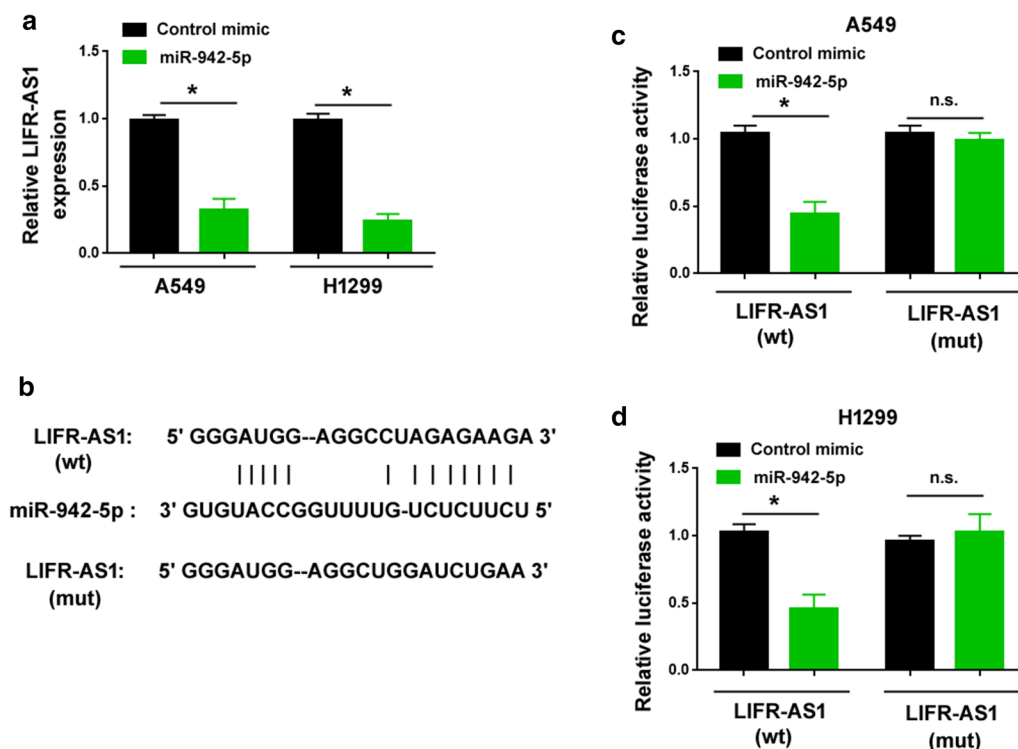 a
Control mimic
miR-942-5p
Relative LIFR-AS1
expression
1.5
1.0
0.5
0.0
*
*
A549
H1299
b
LIFR-AS1: 5' GGGAUGG--AGGCCUAGAGAAGA 3'
(wt)
miR-942-5p : 3' GUGUACCGGUUUUG-UCUCUUCU 5'
LIFR-AS1: 5' GGGAUGG--AGGCUGGAUCUGAA 3'
(mut)
c
A549
Control mimic
miR-942-5p
Relative luciferase activity
1.5
1.0
0.5
0.0
*
n.s.
LIFR-AS1
(wt)
LIFR-AS1
(mut)
d
H1299
Control mimic
miR-942-5p
Relative luciferase activity
1.5
1.0
0.5
0.0
*
n.s.
LIFR-AS1
(wt)
LIFR-AS1
(mut)